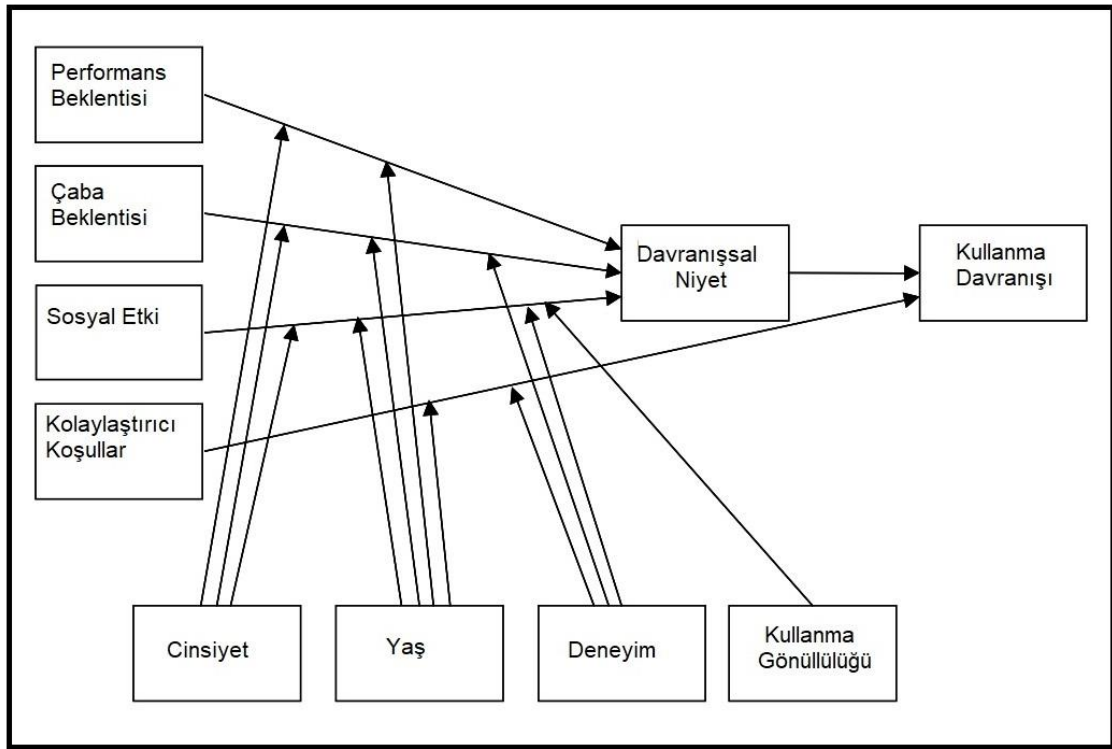 Performans
Beklentisi
Çaba
Beklentisi
Sosyal Etki
Kolaylaştırıcı
Koşullar
Davranışsal
Niyet
Kullanma
Davranışı
Cinsiyet
Yaş
Deneyim
Kullanma
Gönüllülüğü